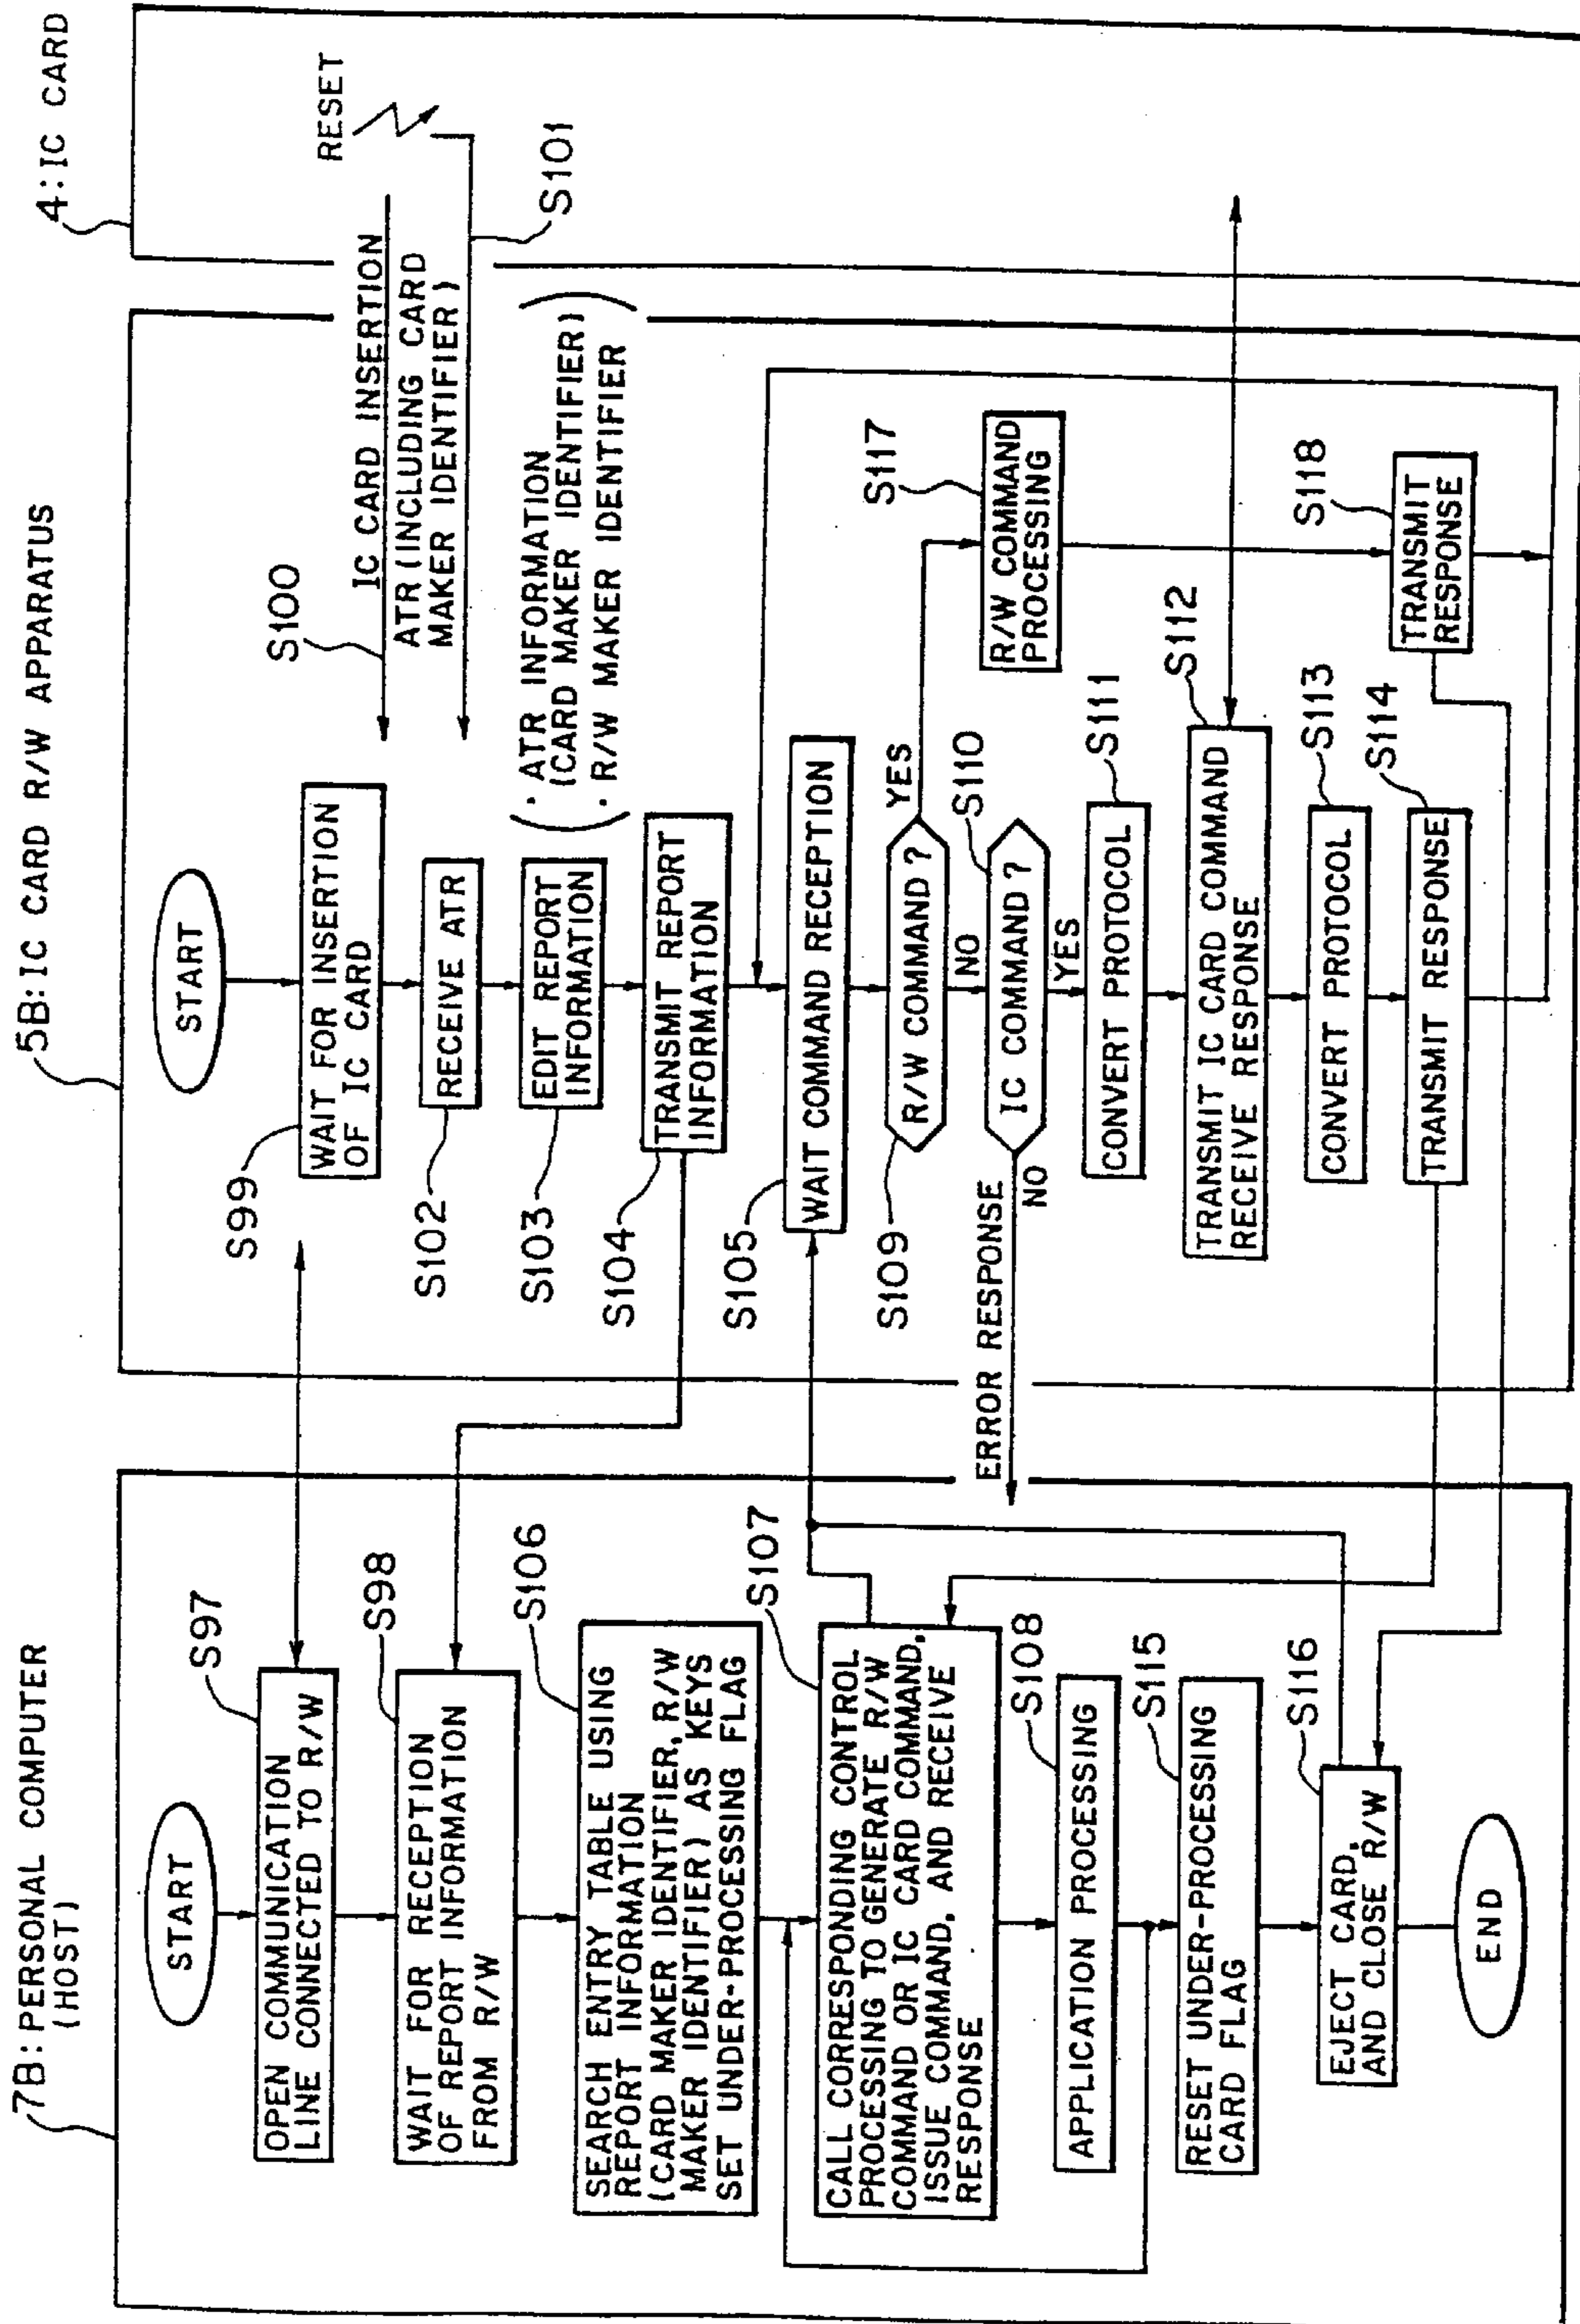 7B: PERSONAL COMPUTER
(HOST)
START
S97
OPEN COMMUNICATION
LINE CONNECTED TO R/W
S98
WAIT FOR RECEPTION
OF REPORT INFORMATION
FROM R/W
S106
SEARCH ENTRY TABLE USING
REPORT INFORMATION
(CARD MAKER IDENTIFIER, R/W
MAKER IDENTIFIER) AS KEYS
SET UNDER-PROCESSING FLAG
S107
CALL CORRESPONDING CONTROL
PROCESSING TO GENERATE R/W
COMMAND OR IC CARD COMMAND,
ISSUE COMMAND, AND RECEIVE
RESPONSE
S108
APPLICATION PROCESSING
S115
RESET UNDER-PROCESSING
CARD FLAG
S116
EJECT CARD,
AND CLOSE R/W
END
5B: IC CARD R/W APPARATUS
START
S99
WAIT FOR INSERTION
OF IC CARD
S102
RECEIVE ATR
S103
EDIT REPORT
INFORMATION
S104
TRANSMIT REPORT
INFORMATION
· ATR INFORMATION
(CARD MAKER IDENTIFIER)
· R/W MAKER IDENTIFIER
S105
WAIT COMMAND RECEPTION
S109
R/W COMMAND ?
YES
NO
S110
IC COMMAND ?
NO
ERROR RESPONSE
YES
S111
CONVERT PROTOCOL
S112
TRANSMIT IC CARD COMMAND
RECEIVE RESPONSE
S113
CONVERT PROTOCOL
S114
TRANSMIT RESPONSE
S117
R/W COMMAND
PROCESSING
S118
TRANSMIT
RESPONSE
4: IC CARD
S100
IC CARD INSERTION
ATR (INCLUDING CARD
MAKER IDENTIFIER)
RESET
S101